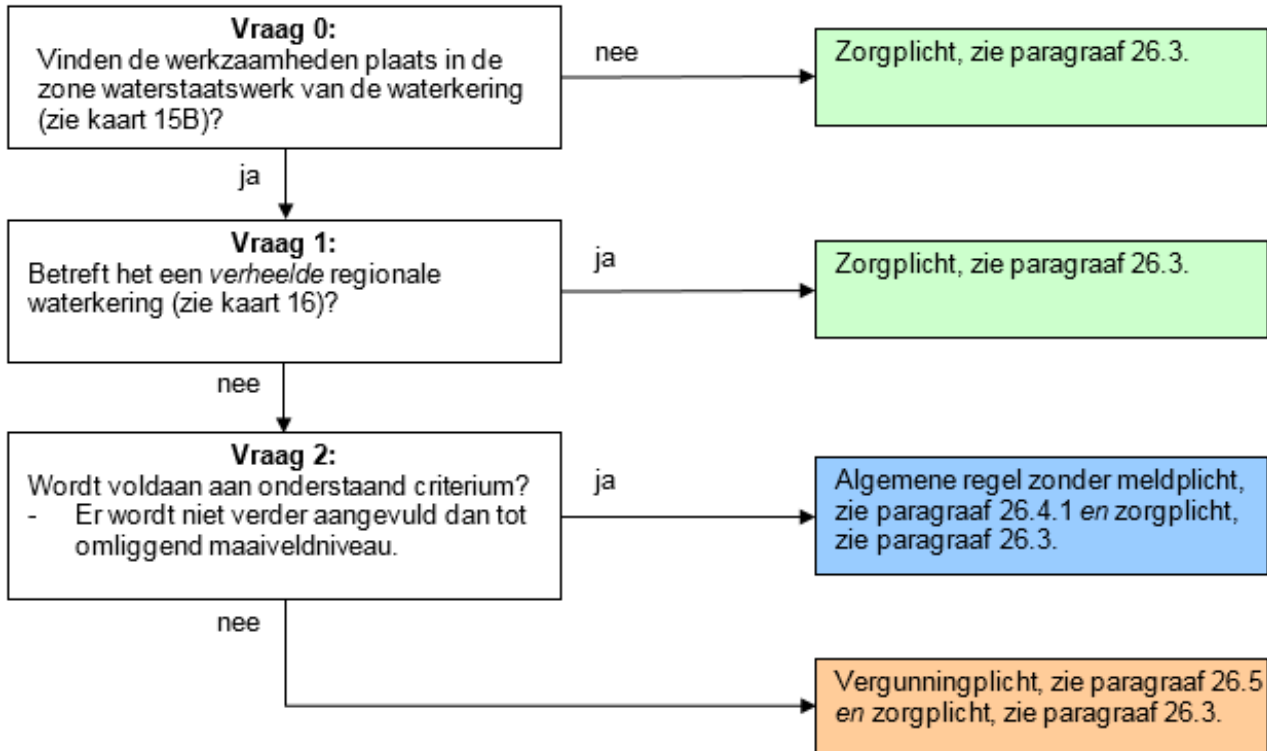 Vraag 0:
Vinden de werkzaamheden plaats in de
zone waterstaatswerk van de waterkering
(zie kaart 15B)?
nee
Zorgplicht, zie paragraaf 26.3.
ja
Vraag 1:
Betreft het een verheelde regionale
waterkering (zie kaart 16)?
ja
Zorgplicht, zie paragraaf 26.3.
nee
Vraag 2:
Wordt voldaan aan onderstaand criterium?
- Er wordt niet verder aangevuld dan tot
omliggend maaiveldniveau.
ja
Algemene regel zonder meldplicht,
zie paragraaf 26.4.1 en zorgplicht,
zie paragraaf 26.3.
nee
Vergunningplicht, zie paragraaf 26.5
en zorgplicht, zie paragraaf 26.3.